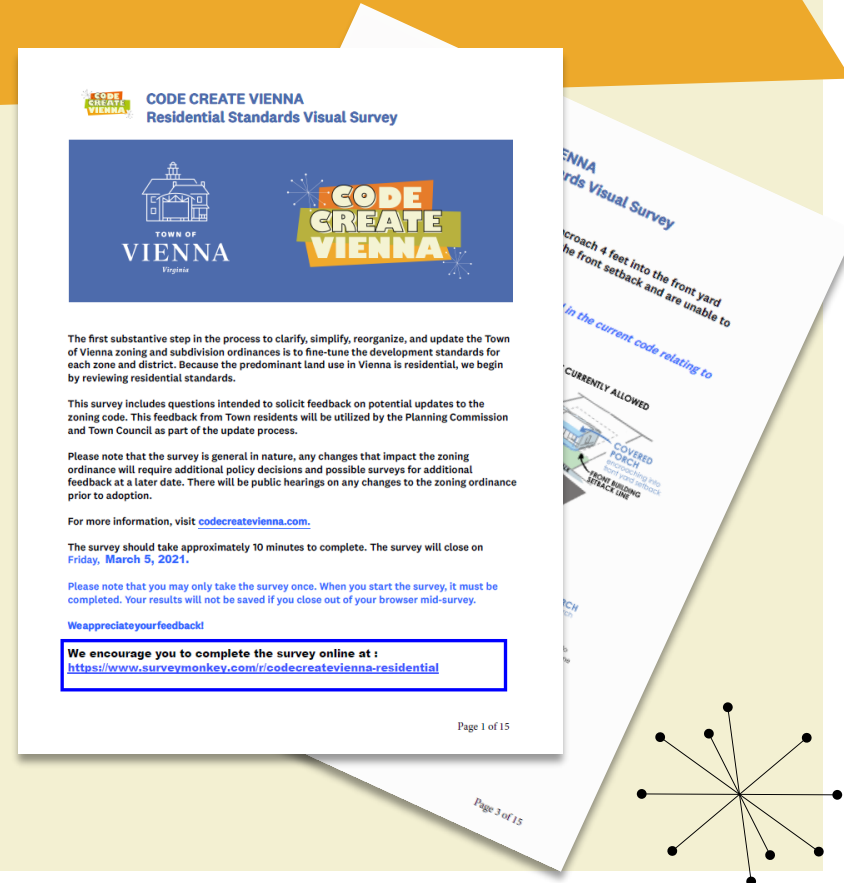 CODE
CREATE
VIENNA
CODE CREATE VIENNA
Residential Standards Visual Survey
TOWN OF
VIENNA
Virginia
CODE
CREATE
VIENNA
The first substantive step in the process to clarify, simplify, reorganize, and update the Town
of Vienna zoning and subdivision ordinances is to fine-tune the development standards for
each zone and district. Because the predominant land use in Vienna is residential, we begin
by reviewing residential standards.
This survey includes questions intended to solicit feedback on potential updates to the
zoning code. This feedback from Town residents will be utilized by the Planning Commission
and Town Council as part of the update process.
Please note that the survey is general in nature, any changes that impact the zoning
ordinance will require additional policy decisions and possible surveys for additional
feedback at a later date. There will be public hearings on any changes to the zoning ordinance
prior to adoption.
For more information, visit codecreatevienna.com.
The survey should take approximately 10 minutes to complete. The survey will close on
Friday, March 5, 2021.
Please note that you may only take the survey once. When you start the survey, it must be
completed. Your results will not be saved if you close out of your browser mid-survey.
Weappreciateyourfeedback!
We encourage you to complete the survey online at :
https://www.surveymonkey.com/r/codecreatevienna-residential
Page 1 of 15
Visual Survey
4 feet into the front yard
the front setback and are unable to
in the current code relating to
CURRENTLY ALLOWED
COVERED
PORCH
encroaching into
front yard setback
FRONT BUILDING
SETBACK LINE
Page 3 of 15